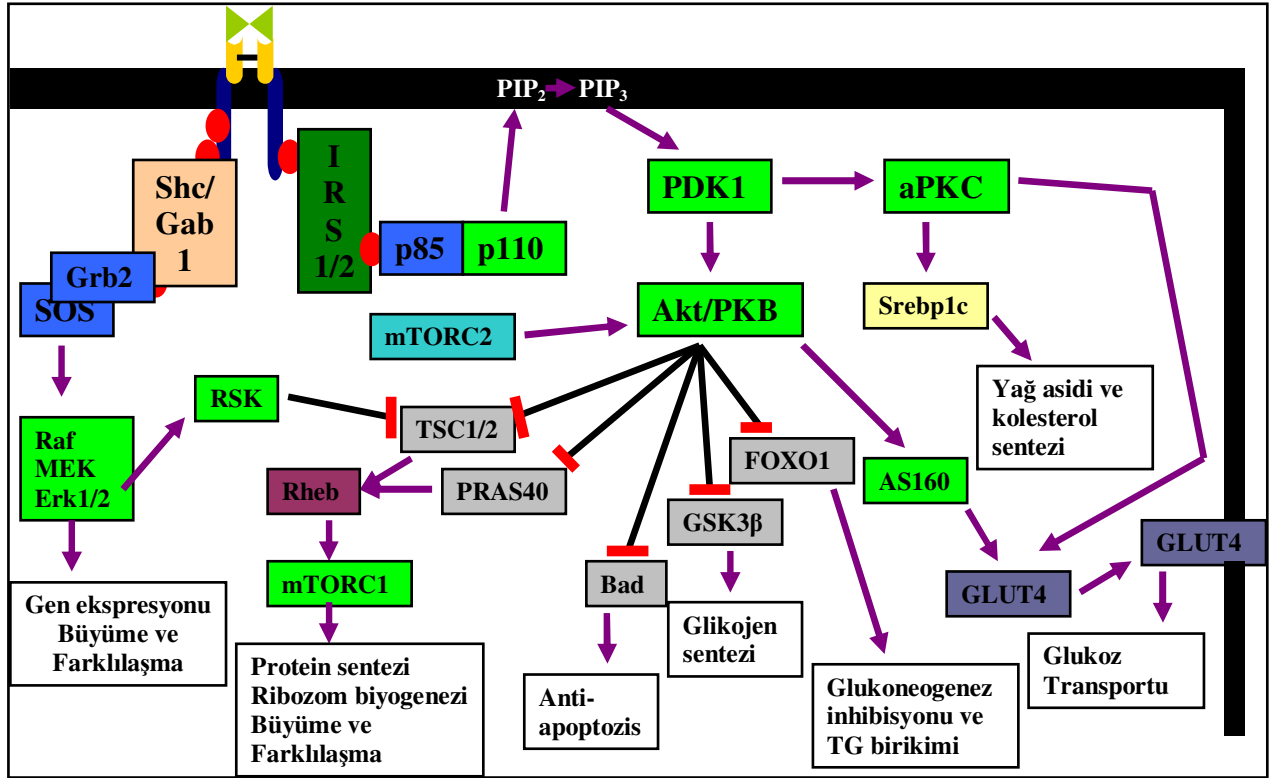 PIP2 PIP3
I
R
S
1/2
Shc/
Gab
1
PDK1
aPKC
p85
p110
Grb2
SOS
Akt/PKB
Srebp1c
mTORC2
Yağ asidi ve
kolesterol
sentezi
RSK
TSC1/2
Raf
MEK
Erk1/2
FOXO1
AS160
Rheb
PRAS40
GSK3β
GLUT4
mTORC1
Bad
GLUT4
Gen ekspresyonu
Büyüme ve
Farklılaşma
Glikojen
sentezi
Glukoz
Transportu
Protein sentezi
Ribozom biyogenezi
Büyüme ve
Farklılaşma
Anti-
apoptozis
Glukoneogenez
inhibisyonu ve
TG birikimi